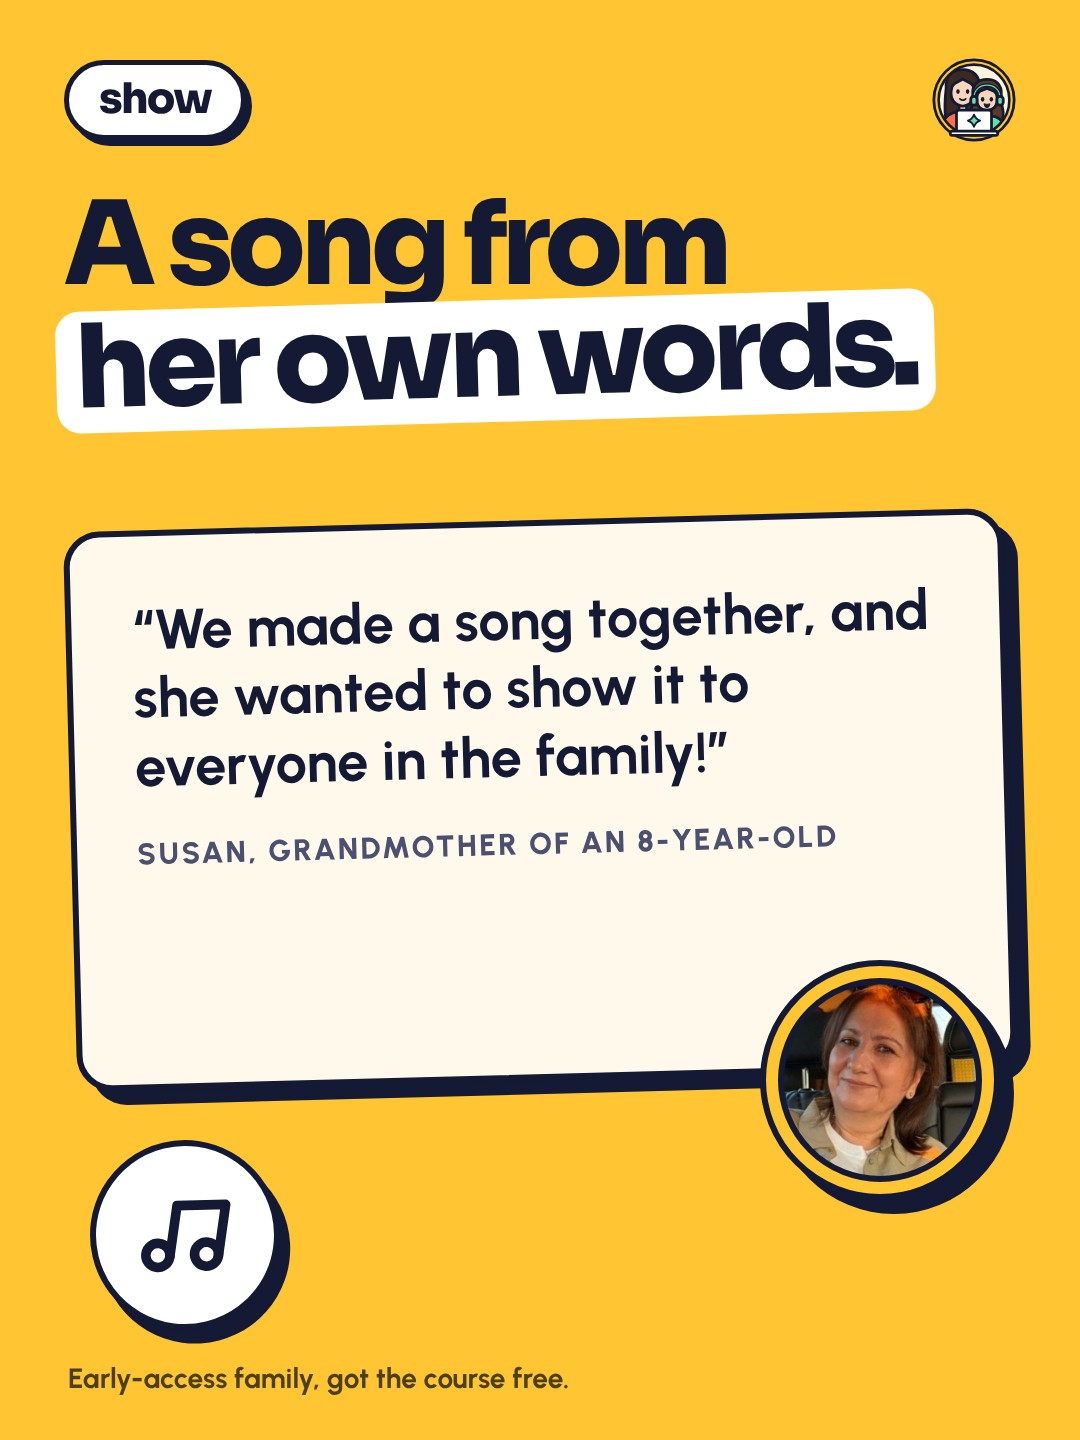 show
A song from
her own words.
“We made a song together, and
she wanted to show it to
everyone in the family!”
SUSAN, GRANDMOTHER OF AN 8-YEAR-OLD
Early-access family, got the course free.